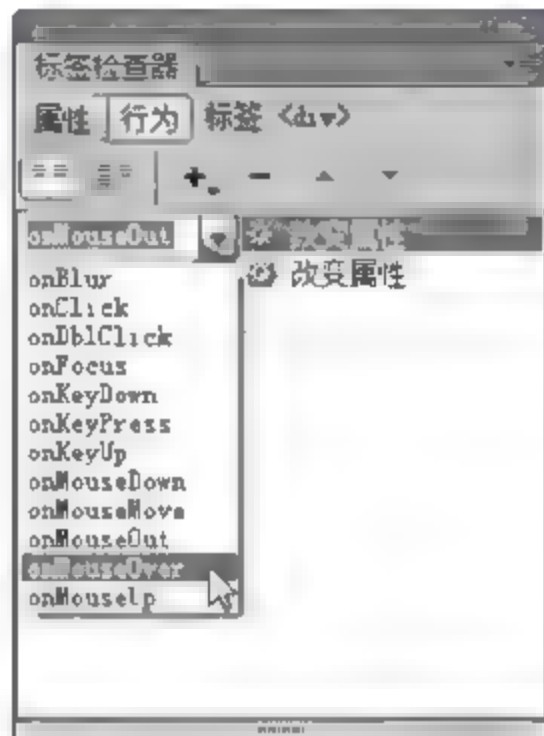 标签检查器
属性 行为 标签 <div>
onMouseOut 改变属性
onBlur 改变属性
onClick
onDblClick
onFocus
onKeyDown
onKeyPress
onKeyUp
onMouseDown
onMouseMove
onMouseOut
onMouseOver
onMouseUp